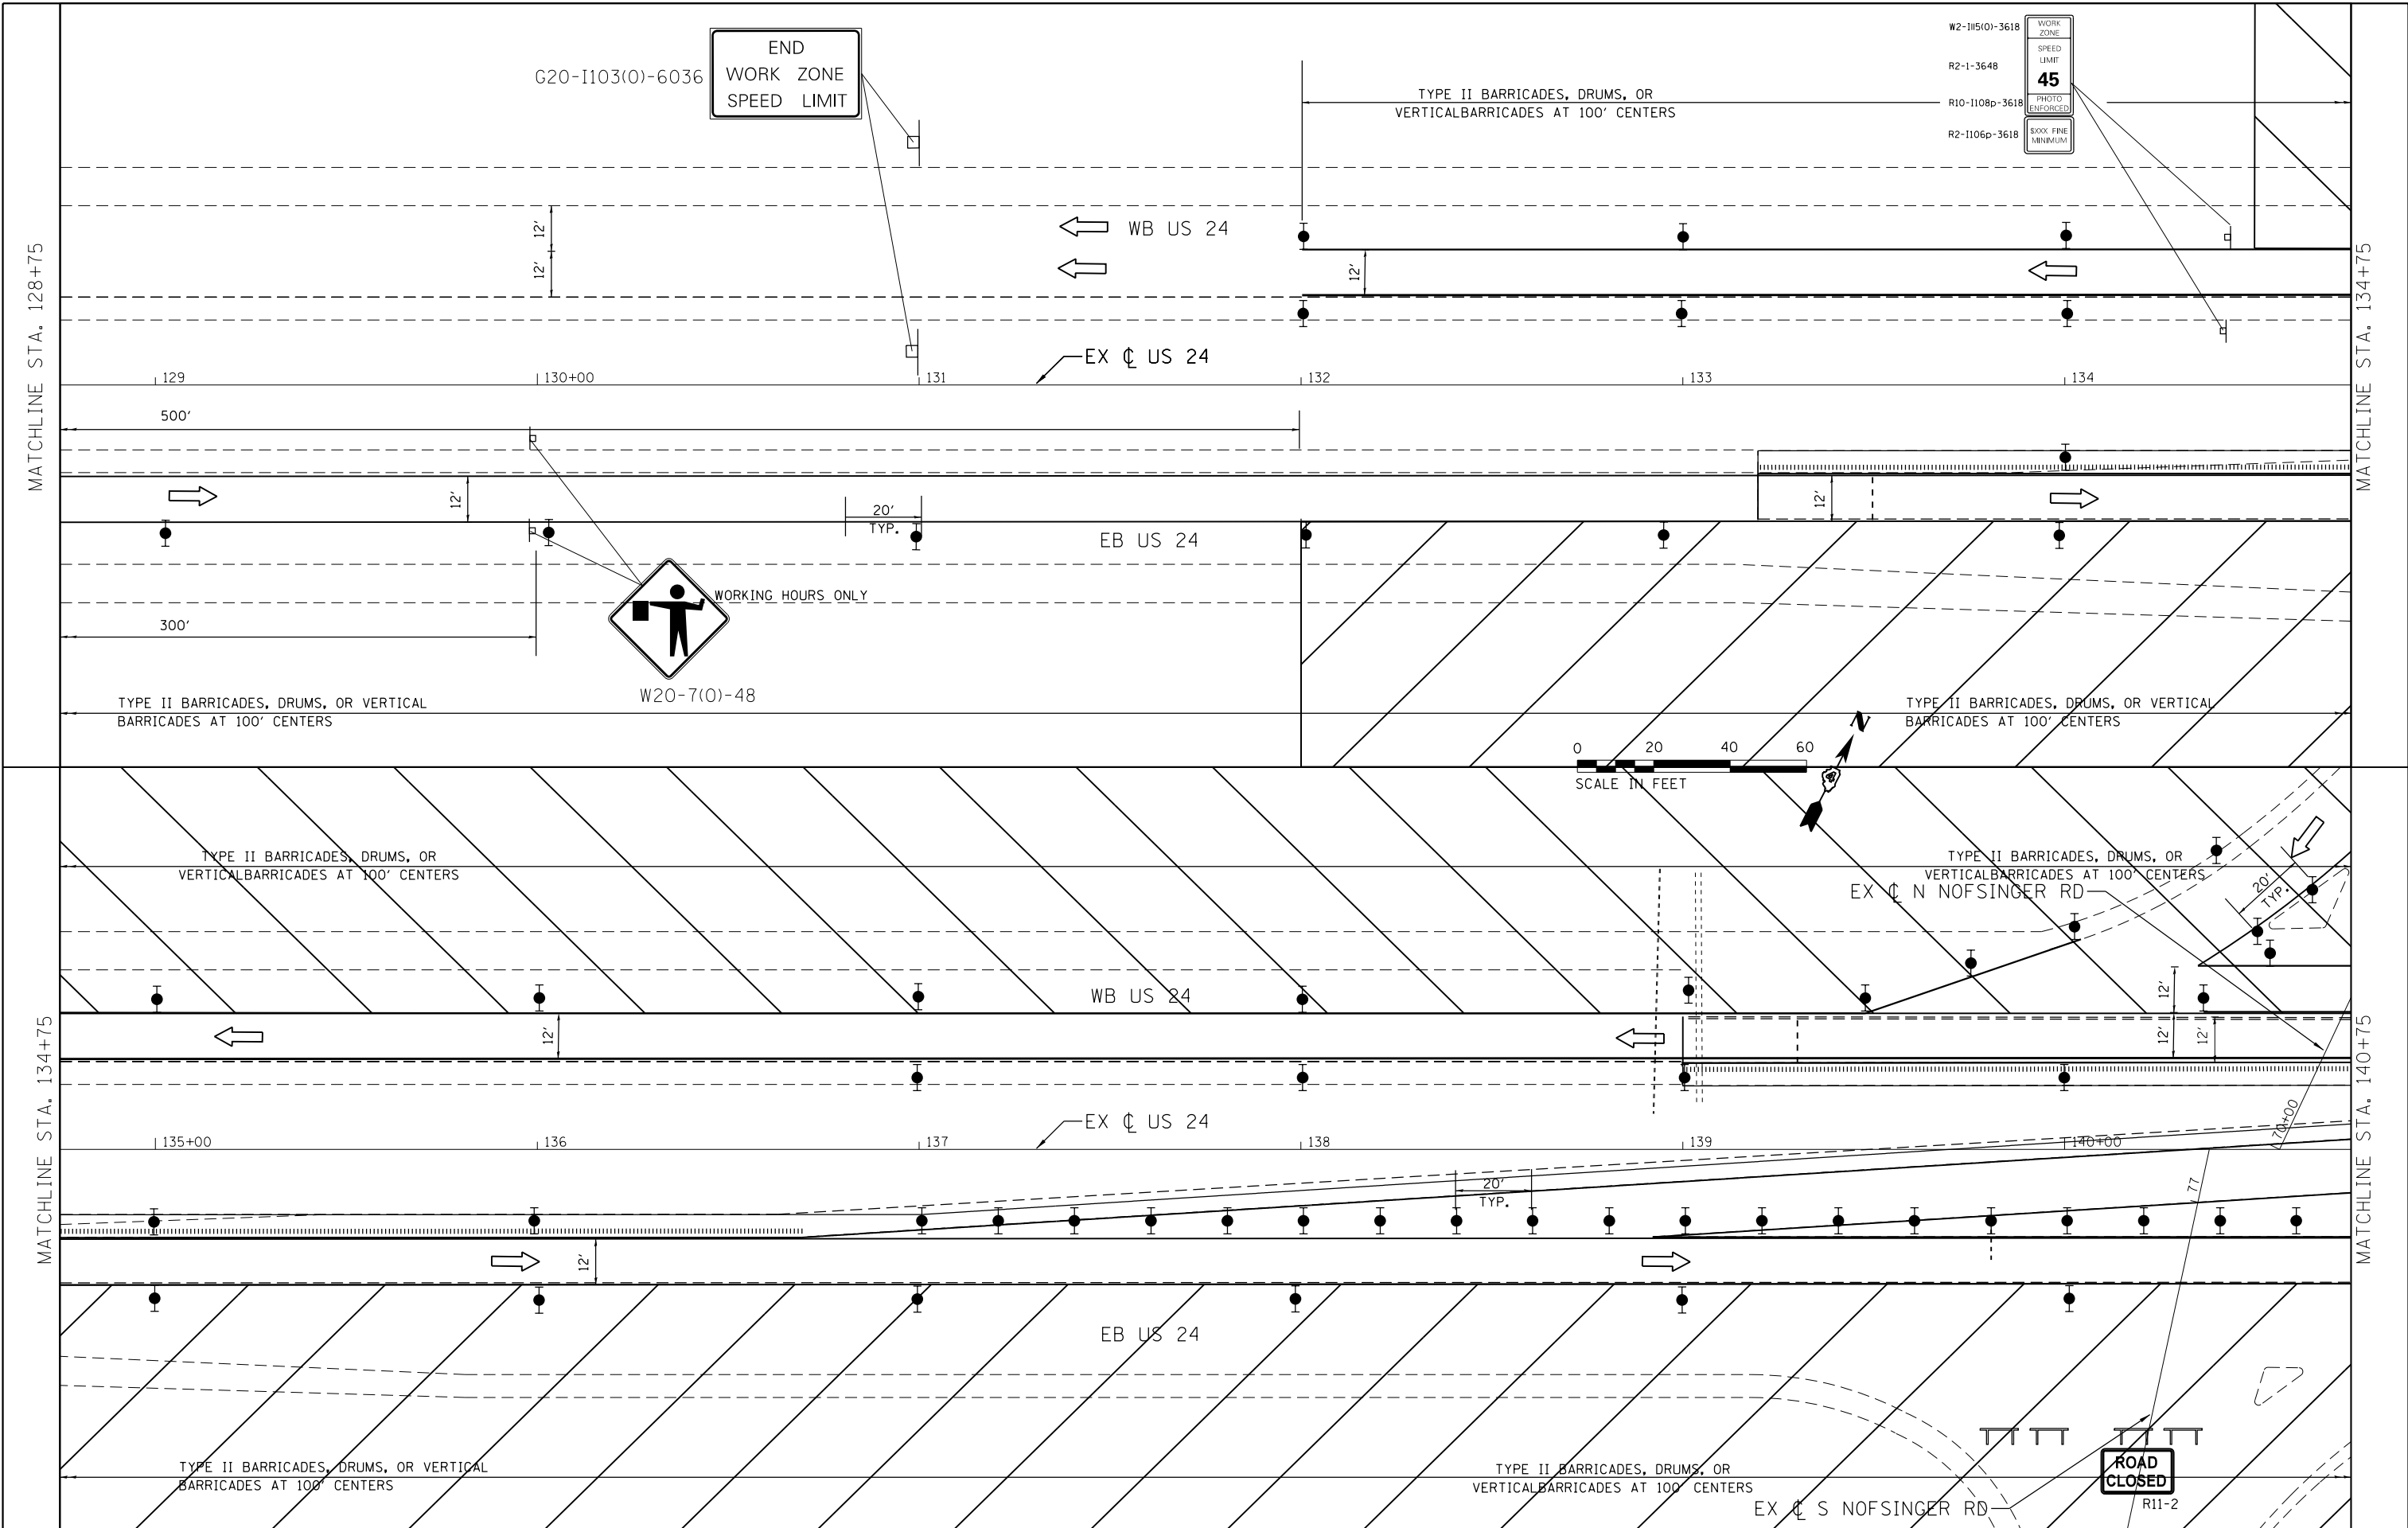 END
WORK ZONE
SPEED LIMIT
G20-I103(O)-6036
W2-I115(O)-3618
WORK
ZONE
SPEED
LIMIT
45
R2-1-3648
R10-I108p-3618
PHOTO
ENFORCED
R2-I106p-3618
$XXX FINE
MINIMUM
TYPE II BARRICADES, DRUMS, OR
VERTICALBARRICADES AT 100' CENTERS
MATCHLINE STA. 128+75
MATCHLINE STA. 134+75
12'
12'
WB US 24
12'
EX ℄ US 24
129
130+00
131
132
133
134
500'
12'
20'
TYP.
12'
EB US 24
WORKING HOURS ONLY
300'
W20-7(O)-48
TYPE II BARRICADES, DRUMS, OR VERTICAL
BARRICADES AT 100' CENTERS
TYPE II BARRICADES, DRUMS, OR VERTICAL
BARRICADES AT 100' CENTERS
0 20 40 60
SCALE IN FEET
N
TYPE II BARRICADES, DRUMS, OR
VERTICALBARRICADES AT 100' CENTERS
TYPE II BARRICADES, DRUMS, OR
VERTICALBARRICADES AT 100' CENTERS
EX ℄ N NOFSINGER RD
20'
TYP.
WB US 24
12'
12'
12'
12'
MATCHLINE STA. 134+75
MATCHLINE STA. 140+75
EX ℄ US 24
135+00
136
137
138
139
140+00
70+00
77
20'
TYP.
12'
EB US 24
TYPE II BARRICADES, DRUMS, OR VERTICAL
BARRICADES AT 100' CENTERS
TYPE II BARRICADES, DRUMS, OR
VERTICALBARRICADES AT 100' CENTERS
ROAD
CLOSED
R11-2
EX ℄ S NOFSINGER RD